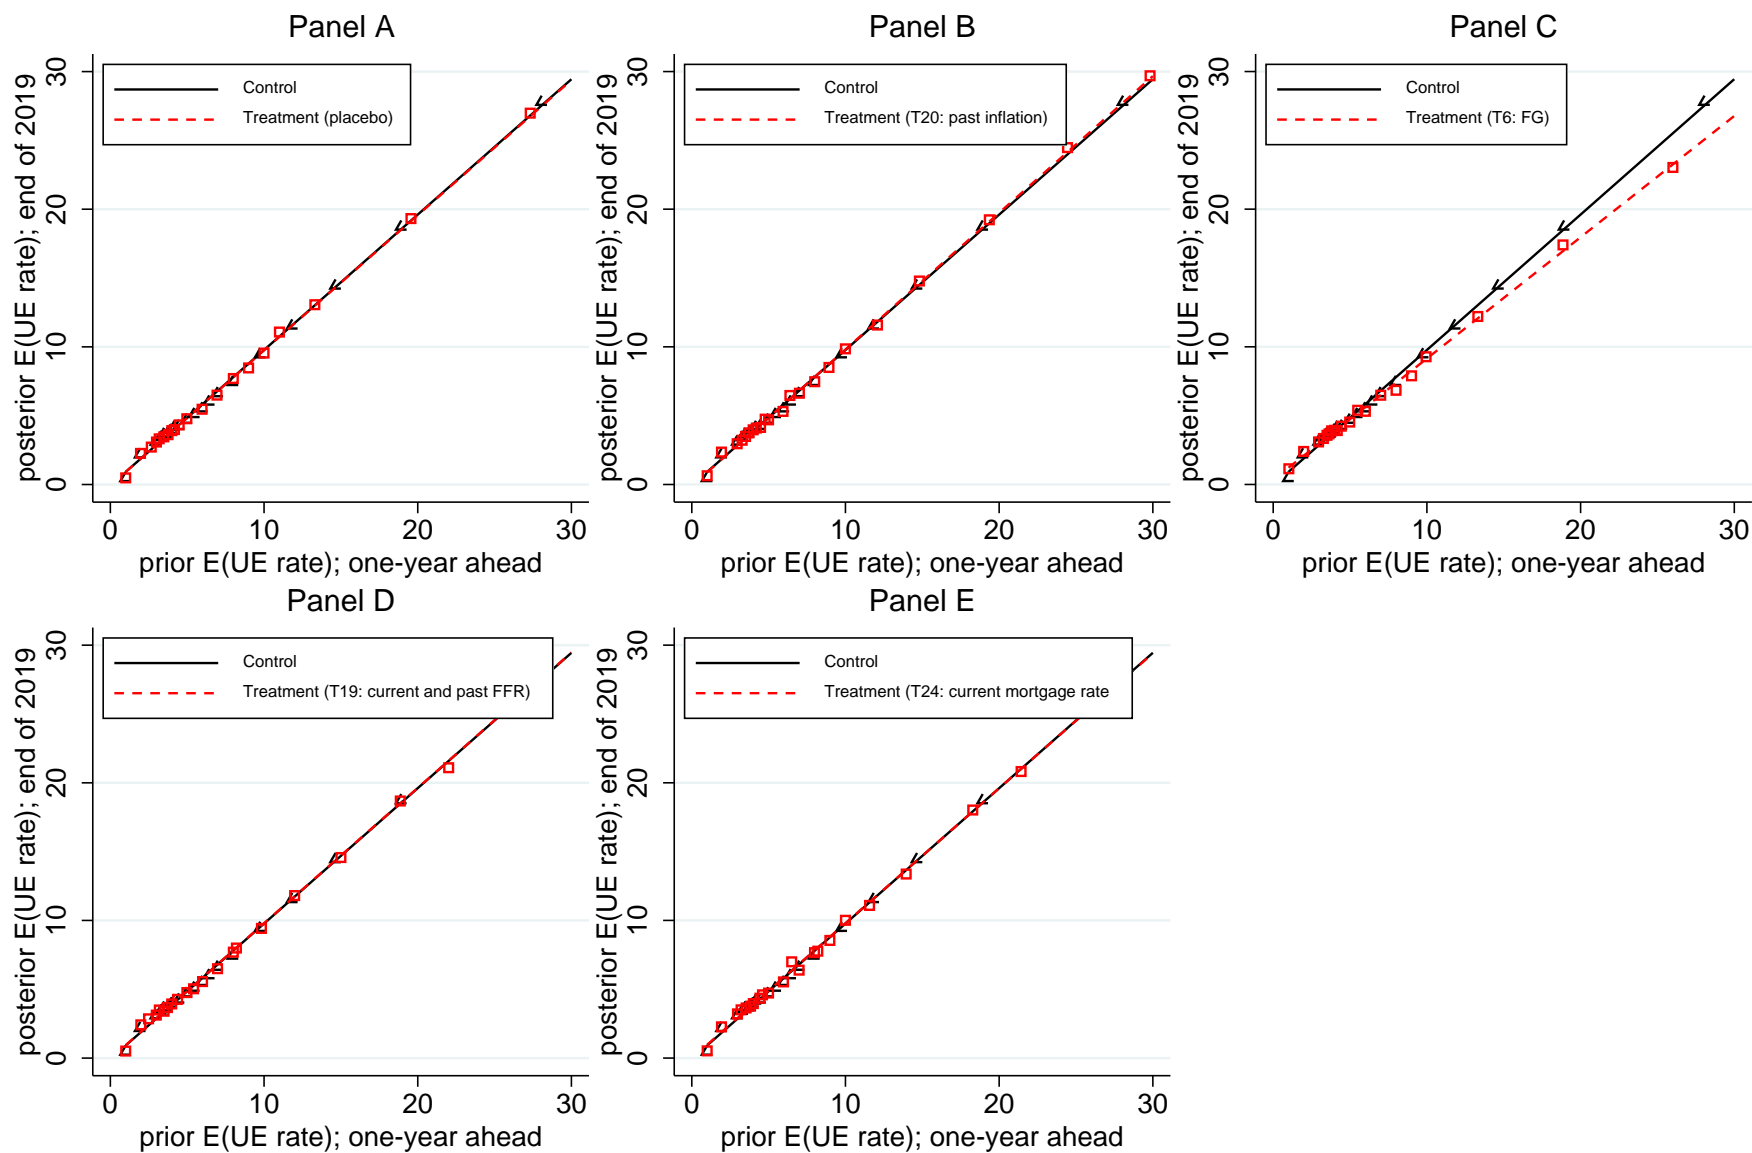 Panel A
posterior E(UE rate); end of 2019
0 10 20 30
Control
Treatment (placebo)
0 10 20 30
prior E(UE rate); one-year ahead
Panel B
posterior E(UE rate); end of 2019
0 10 20 30
Control
Treatment (T20: past inflation)
0 10 20 30
prior E(UE rate); one-year ahead
Panel C
posterior E(UE rate); end of 2019
0 10 20 30
Control
Treatment (T6: FG)
0 10 20 30
prior E(UE rate); one-year ahead
Panel D
posterior E(UE rate); end of 2019
0 10 20 30
Control
Treatment (T19: current and past FFR)
0 10 20 30
prior E(UE rate); one-year ahead
Panel E
posterior E(UE rate); end of 2019
0 10 20 30
Control
Treatment (T24: current mortgage rate
0 10 20 30
prior E(UE rate); one-year ahead